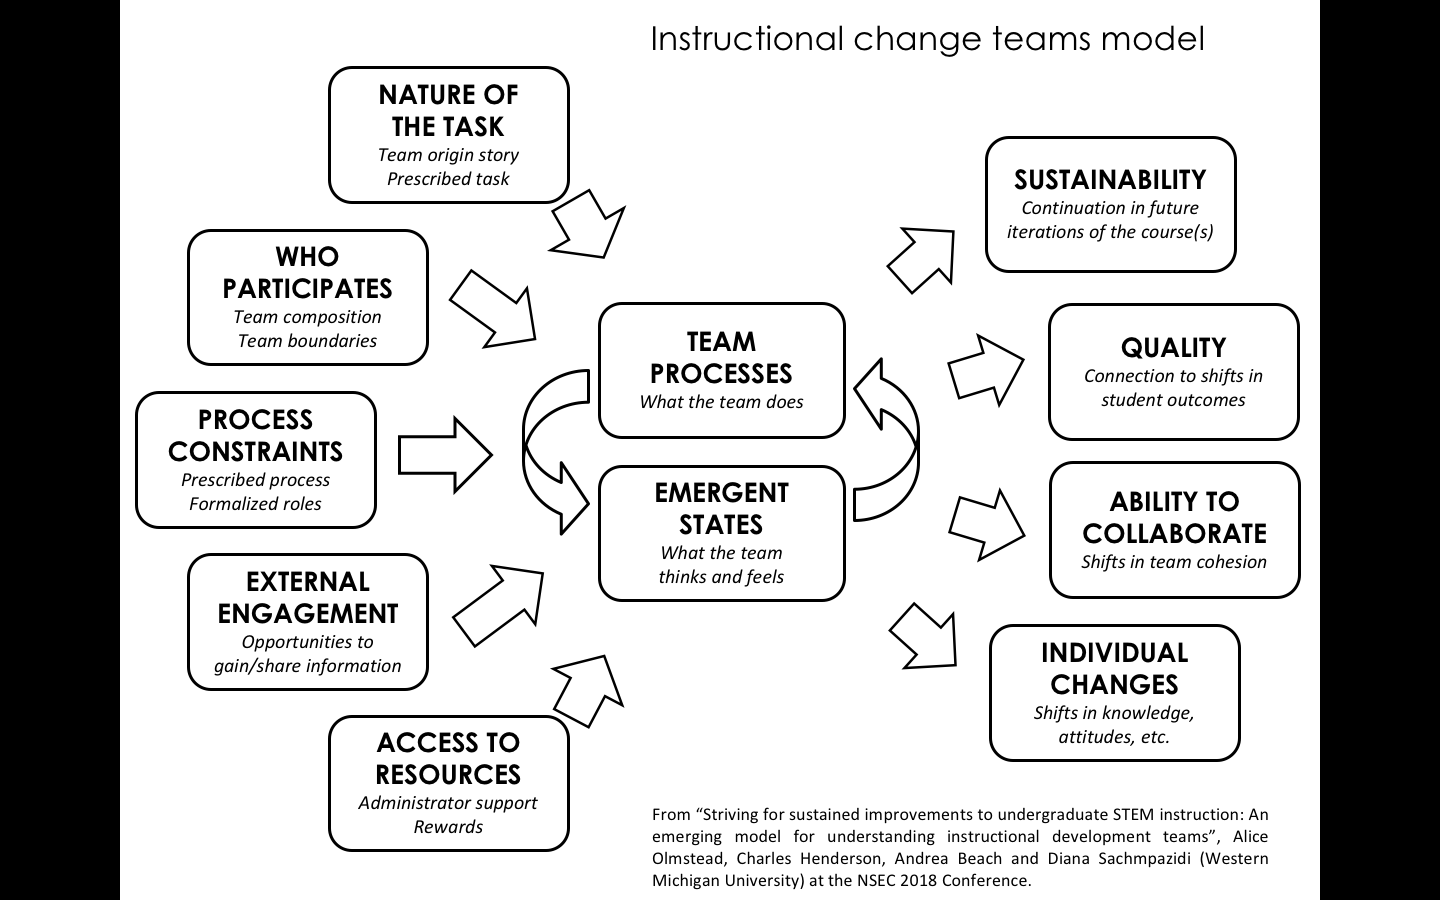 Instructional change teams model
NATURE OF
THE TASK
Team origin story
Prescribed task
WHO
PARTICIPATES
Team composition
Team boundaries
PROCESS
CONSTRAINTS
Prescribed process
Formalized roles
EXTERNAL
ENGAGEMENT
Opportunities to
gain/share information
ACCESS TO
RESOURCES
Administrator support
Rewards
TEAM
PROCESSES
What the team does
EMERGENT
STATES
What the team
thinks and feels
SUSTAINABILITY
Continuation in future
iterations of the course(s)
QUALITY
Connection to shifts in
student outcomes
ABILITY TO
COLLABORATE
Shifts in team cohesion
INDIVIDUAL
CHANGES
Shifts in knowledge,
attitudes, etc.
From “Striving for sustained improvements to undergraduate STEM instruction: An
emerging model for understanding instructional development teams”, Alice
Olmstead, Charles Henderson, Andrea Beach and Diana Sachmpazidi (Western
Michigan University) at the NSEC 2018 Conference.